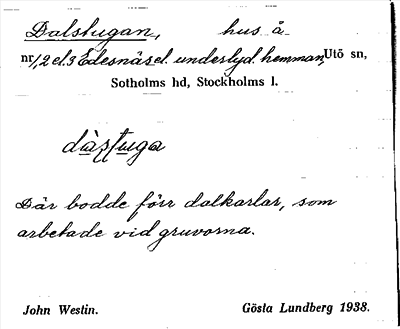 Dalstugan, hus å
nr 1,2 el. 3 Edesnäs el. underlyd. hemman, Utö sn,
Sotholms hd, Stockholms l.
Där bodde förr dalkarlar, som
arbetade vid gruvorna.
John Westin. Gösta Lundberg 1938.